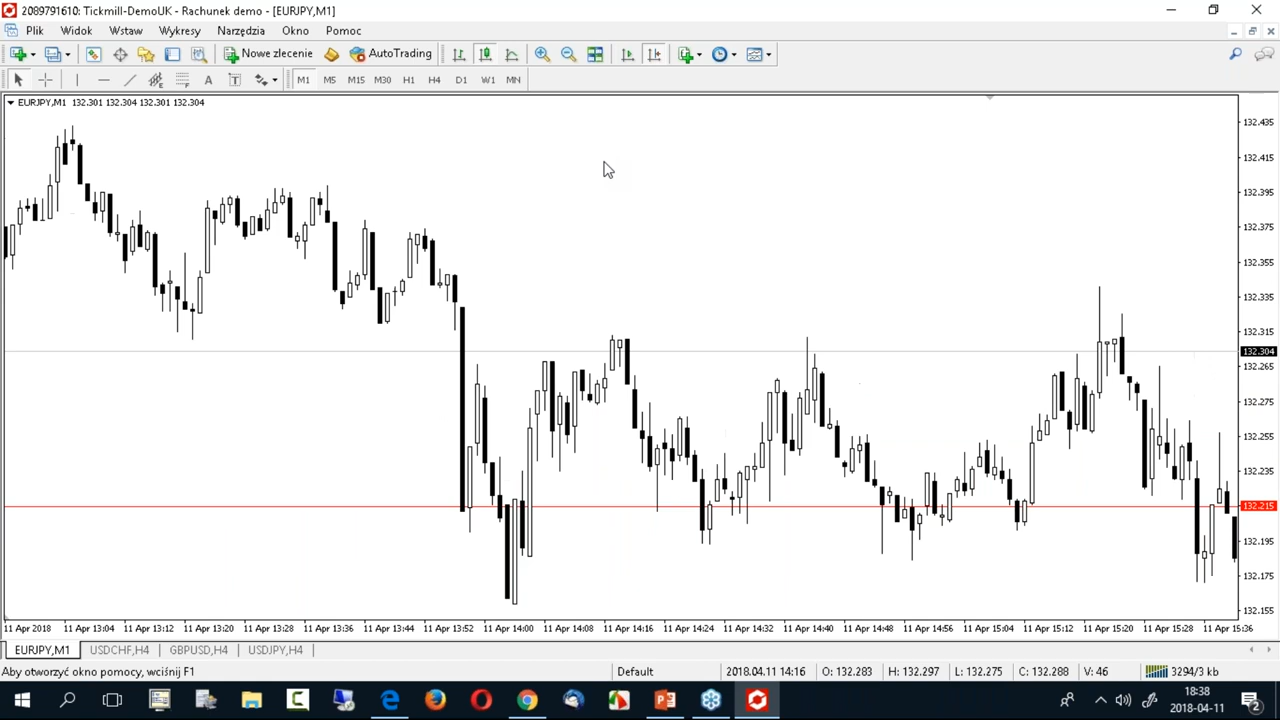 2089791610: Tickmill-DemoUK - Rachunek demo - [EURJPY,M1]
Plik Widok Wstaw Wykresy Narzędzia Okno Pomoc
Nowe zlecenie AutoTrading
A T M1 M5 M15 M30 H1 H4 D1 W1 MN
EURJPY,M1 132.301 132.304 132.301 132.304
132.435
132.415
132.395
132.375
132.355
132.335
132.315
132.304
132.265
132.275
132.255
132.235
132.215
132.195
132.175
132.155
11 Apr 2018 11 Apr 13:04 11 Apr 13:12 11 Apr 13:20 11 Apr 13:28 11 Apr 13:36 11 Apr 13:44 11 Apr 13:52 11 Apr 14:00 11 Apr 14:08 11 Apr 14:16 11 Apr 14:24 11 Apr 14:32 11 Apr 14:40 11 Apr 14:48 11 Apr 14:56 11 Apr 15:04 11 Apr 15:12 11 Apr 15:20 11 Apr 15:28 11 Apr 15:36
EURJPY,M1 USDCHF,H4 GBPUSD,H4 USDJPY,H4
Aby otworzyć okno pomocy, wciśnij F1 Default 2018.04.11 14:16 O: 132.283 H: 132.297 L: 132.275 C: 132.288 V: 46 3294/3 kb
18:38
2018-04-11
2